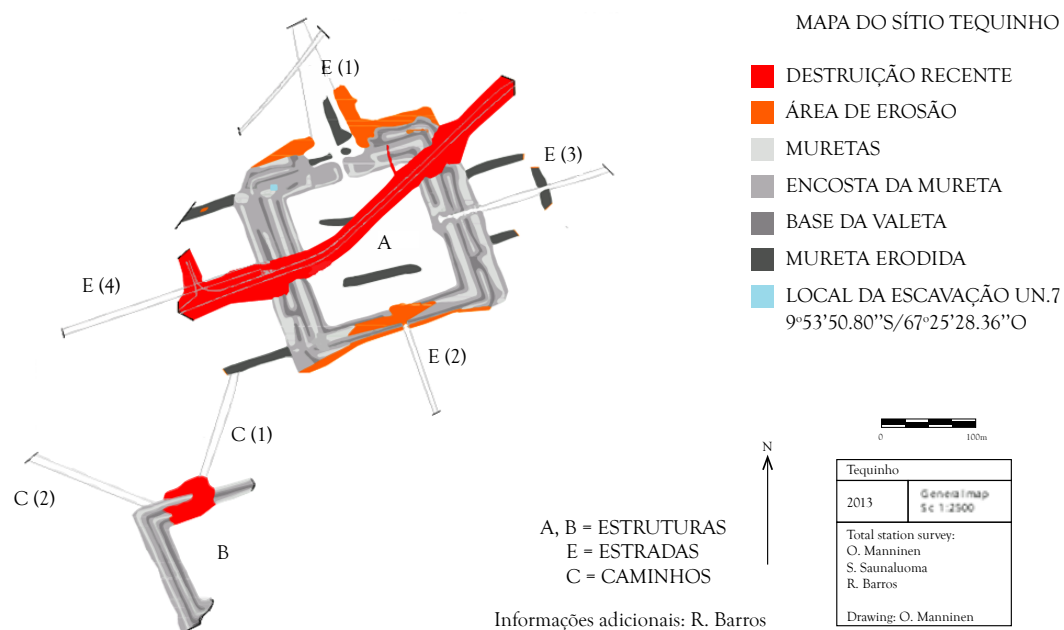 MAPA DO SÍTIO TEQUINHO
DESTRUIÇÃO RECENTE
ÁREA DE EROSÃO
MURETAS
ENCOSTA DA MURETA
BASE DA VALETA
MURETA ERODIDA
LOCAL DA ESCAVAÇÃO UN.7
9º53'50.80’’S/67º25'28.36’’O
E (1)
E (3)
A
E (4)
E (2)
C (1)
C (2)
B
A, B = ESTRUTURAS
E = ESTRADAS
C = CAMINHOS
Informações adicionais: R. Barros
N
0 100m
Tequinho
2013
General map
Sc 1:2500
Total station survey:
O. Manninen
S. Saunaluoma
R. Barros
Drawing: O. Manninen